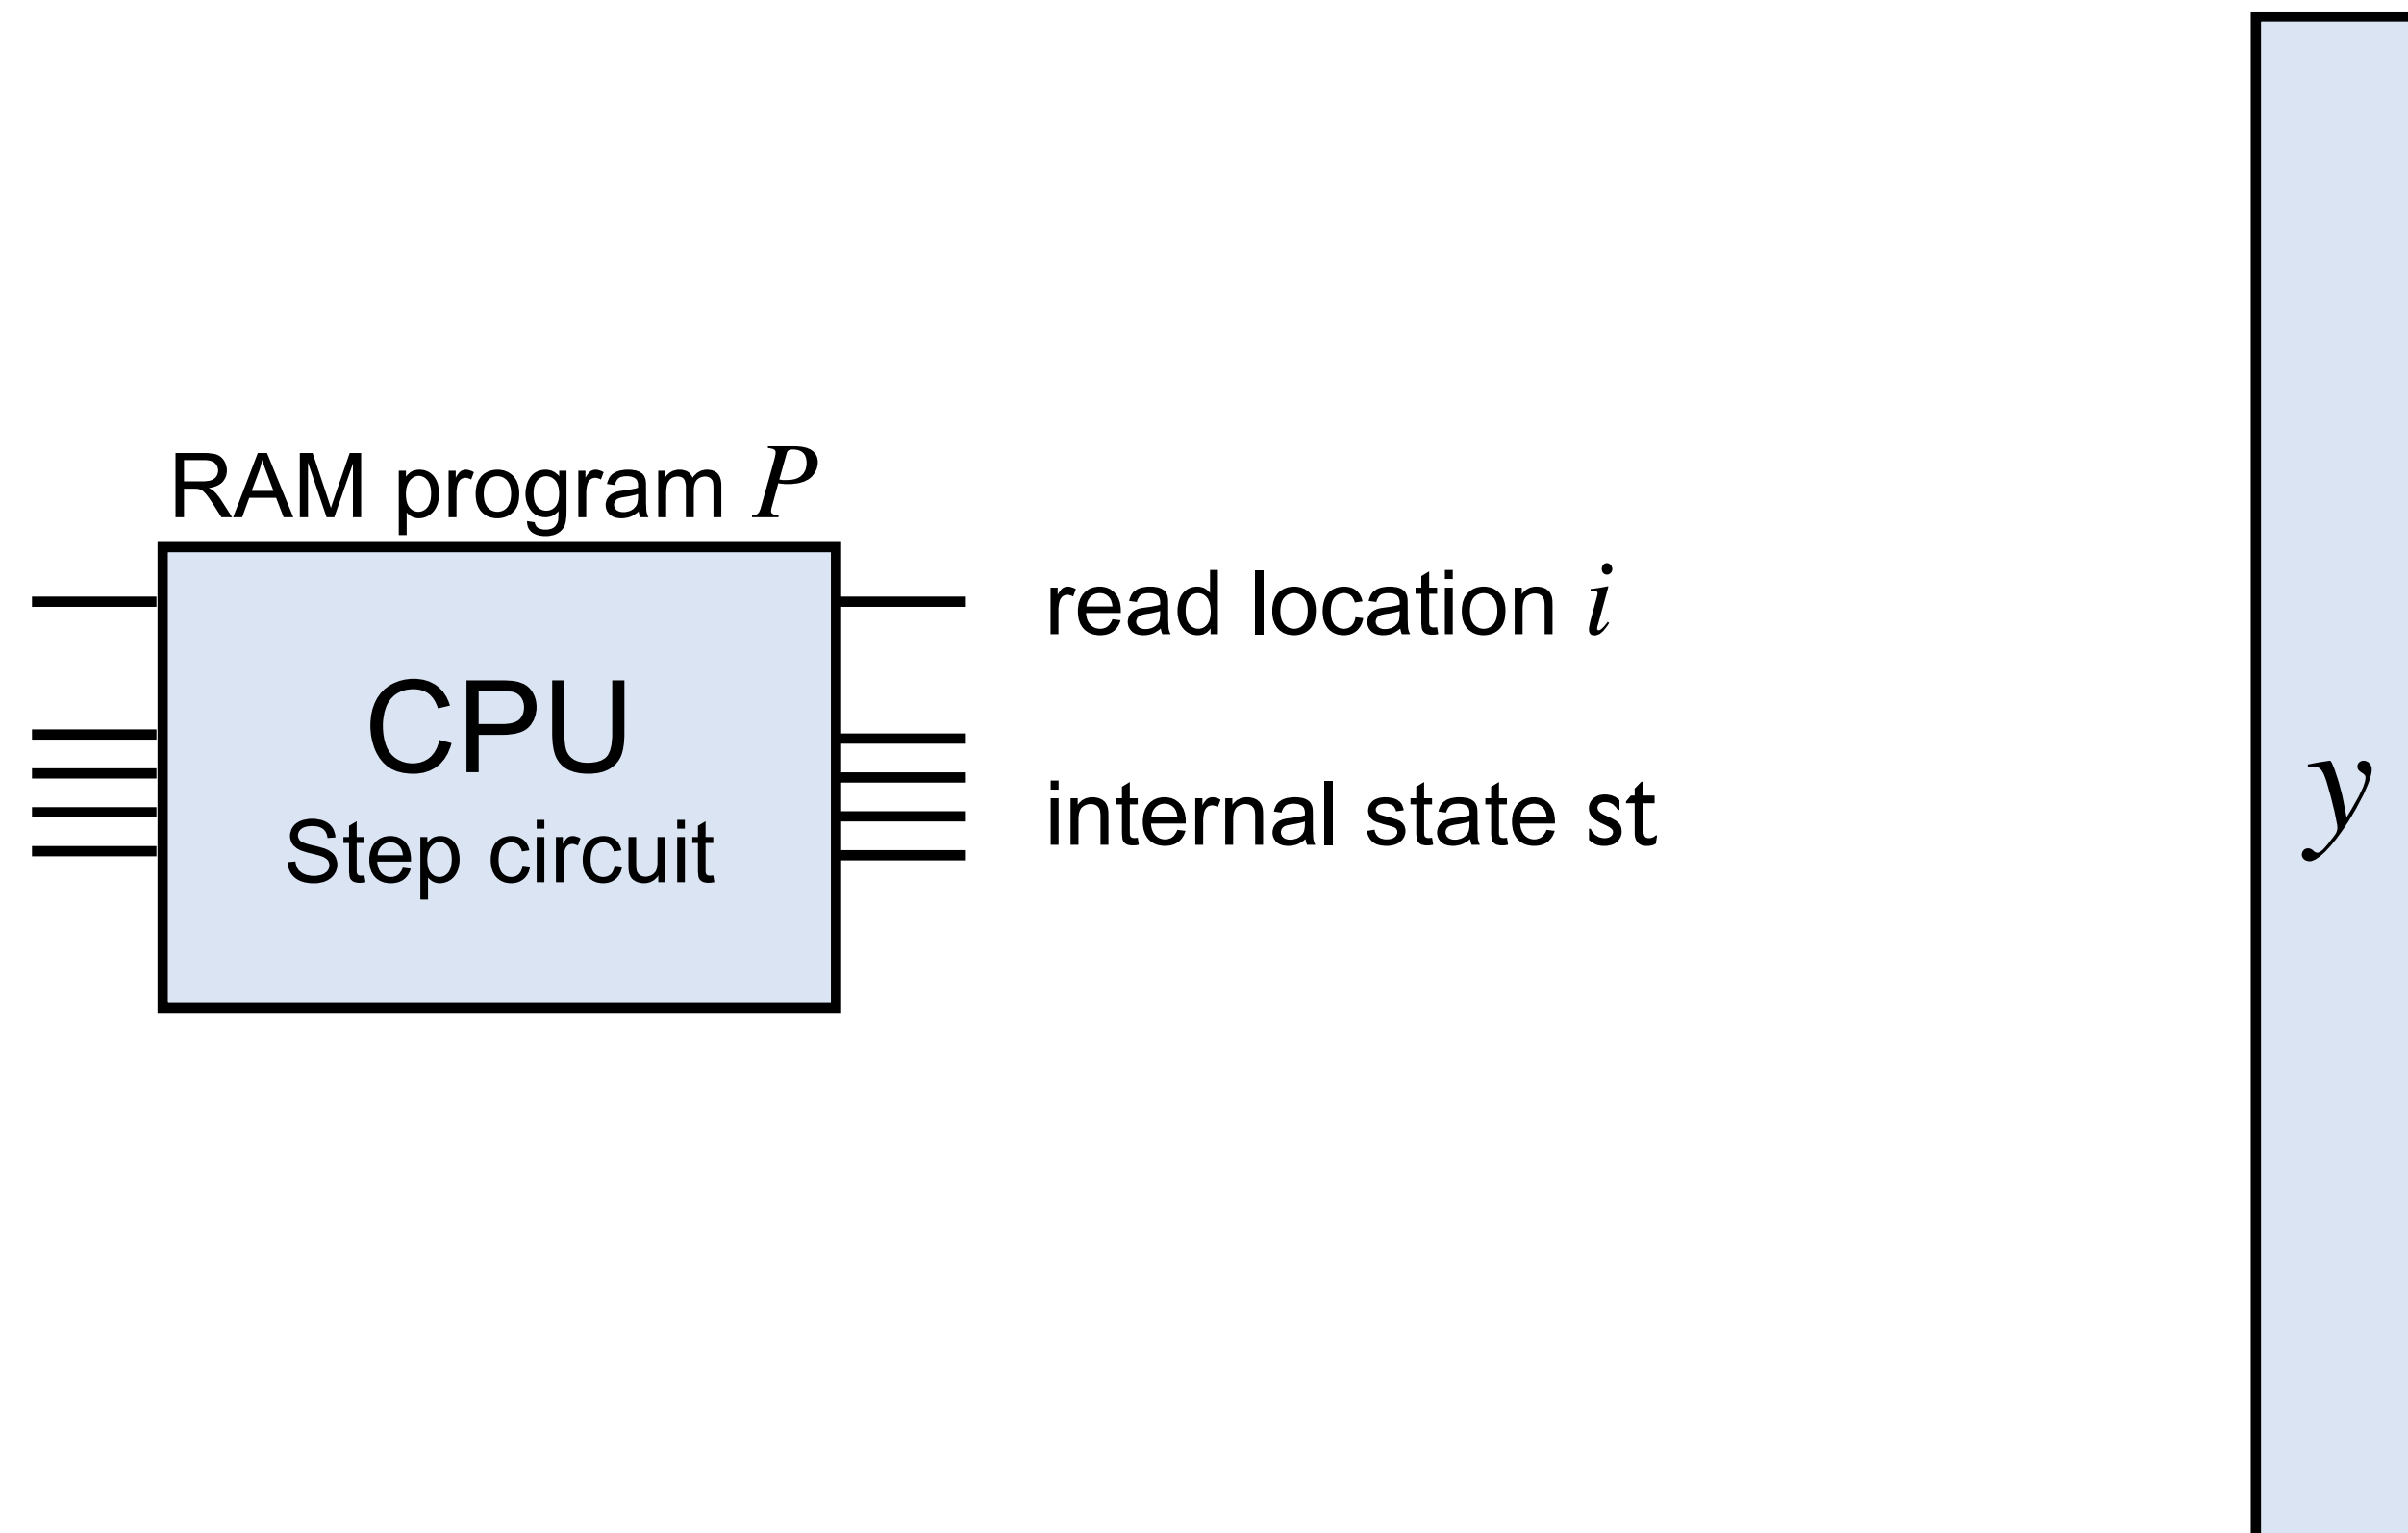 RAM program P
CPU
Step circuit
read location i
internal state st
y